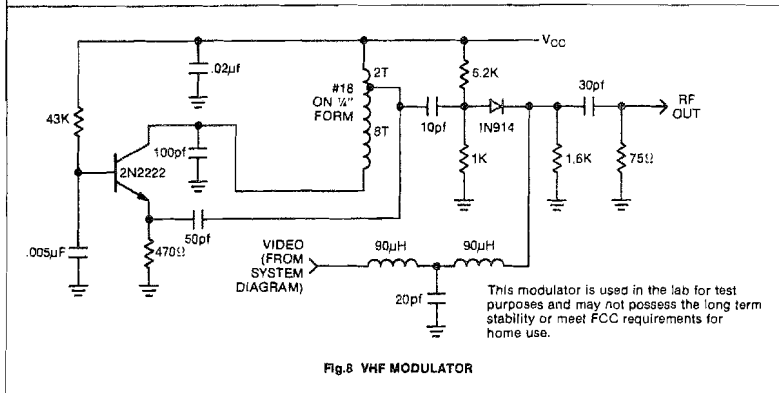 VCC
.02µf
2T
#18
ON ¼"
FORM
8T
6.2K
30pf
RF
OUT
43K
10pf
1N914
100pf
1K
1.6K
75Ω
2N2222
50pf
.005µF
470Ω
VIDEO
(FROM
SYSTEM
DIAGRAM)
90µH
90µH
20pf
This modulator is used in the lab for test
purposes and may not possess the long term
stability or meet FCC requirements for
home use.
Fig.8 VHF MODULATOR